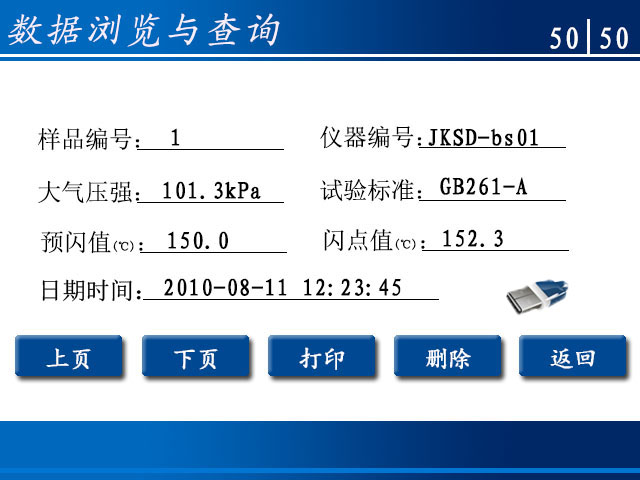 数据浏览与查询 50|50
样品编号： 1 仪器编号：JKSD-bs01
大气压强： 101.3kPa 试验标准： GB261-A
预闪值(℃)： 150.0 闪点值(℃)： 152.3
日期时间： 2010-08-11 12:23:45
上页 下页 打印 删除 返回